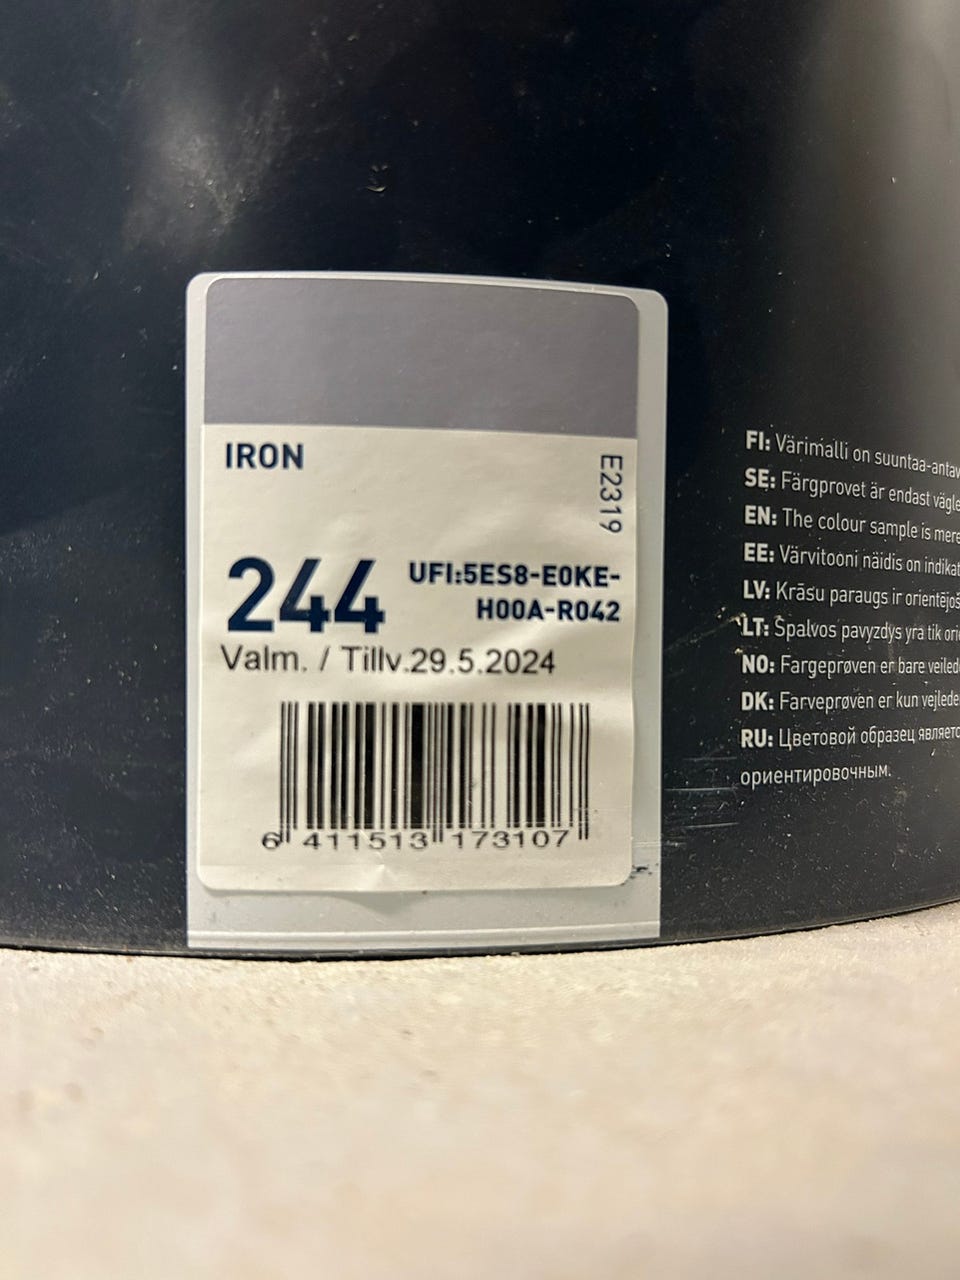 IRON
E2319
244
UFI:5ES8-E0KE-
H00A-R042
Valm. / Tillv.29.5.2024
6 411513 173107
FI: Värimalli on suuntaa-antav
SE: Färgprovet är endast vägle
EN: The colour sample is mere
EE: Värvitooni näidis on indikat
LV: Krāsu paraugs ir orientējoš
LT: Spalvos pavyzdys yra tik ori
NO: Fargeprøven er bare veilede
DK: Farveprøven er kun vejlede
RU: Цветовой образец являетс
ориентировочным.